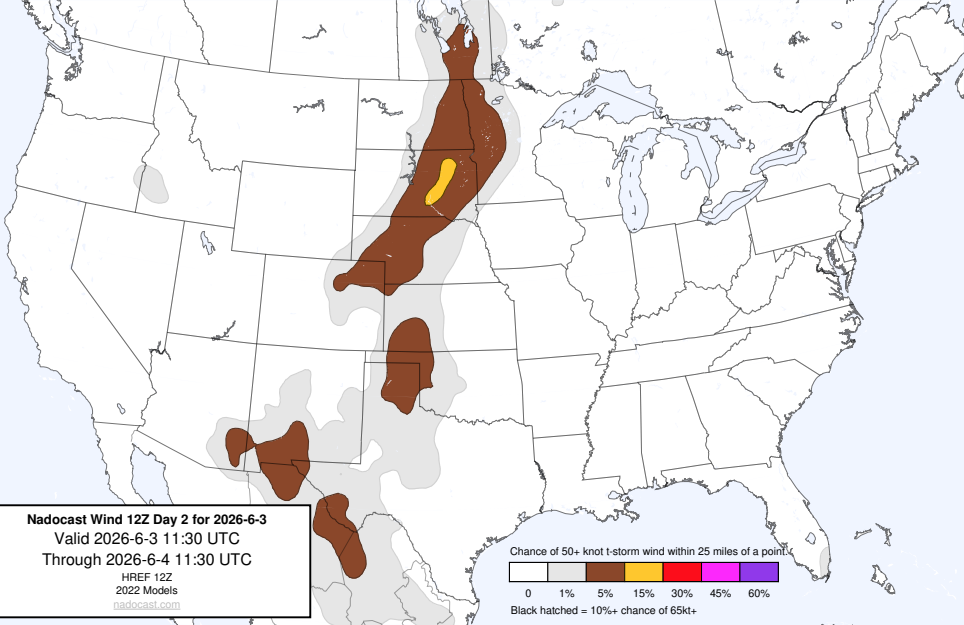 Nadocast Wind 12Z Day 2 for 2026-6-3
Valid 2026-6-3 11:30 UTC
Through 2026-6-4 11:30 UTC
HREF 12Z
2022 Models
nadocast.com
Chance of 50+ knot t-storm wind within 25 miles of a point.
0 1% 5% 15% 30% 45% 60%
Black hatched = 10%+ chance of 65kt+